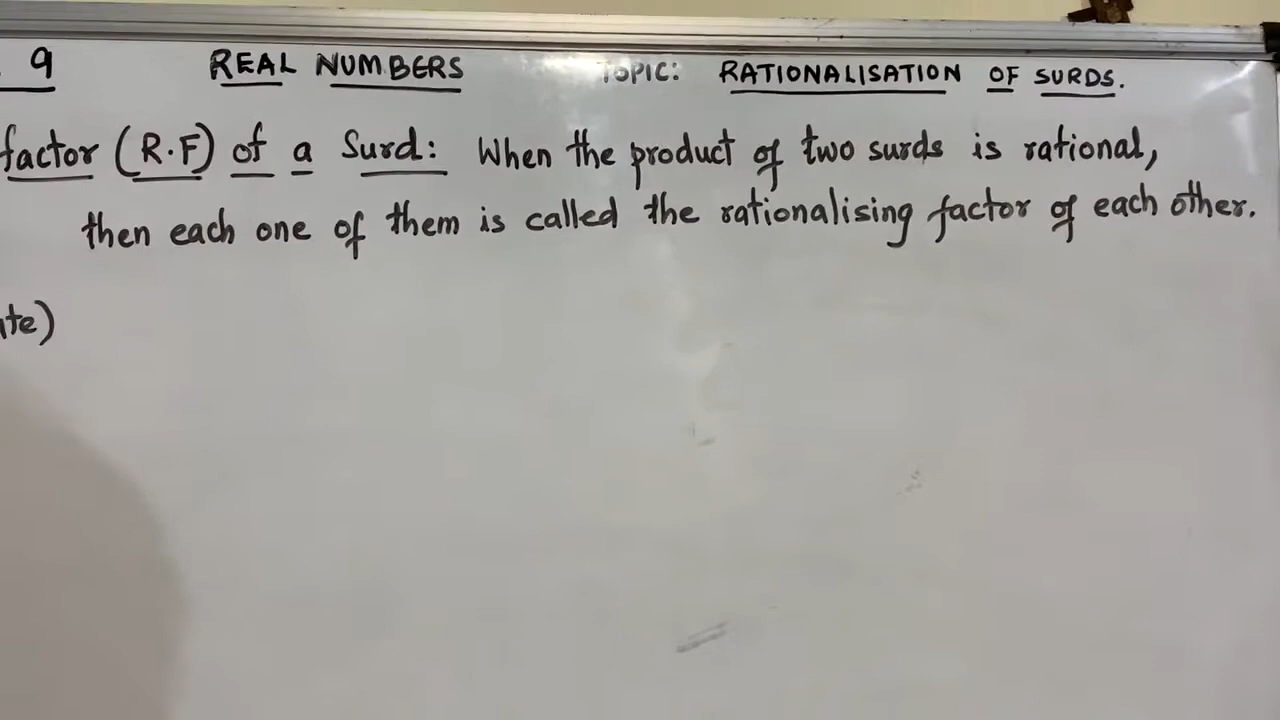 9 REAL NUMBERS TOPIC: RATIONALISATION OF SURDS.
factor (R.F) of a Surd: When the product of two surds is rational,
then each one of them is called the rationalising factor of each other.